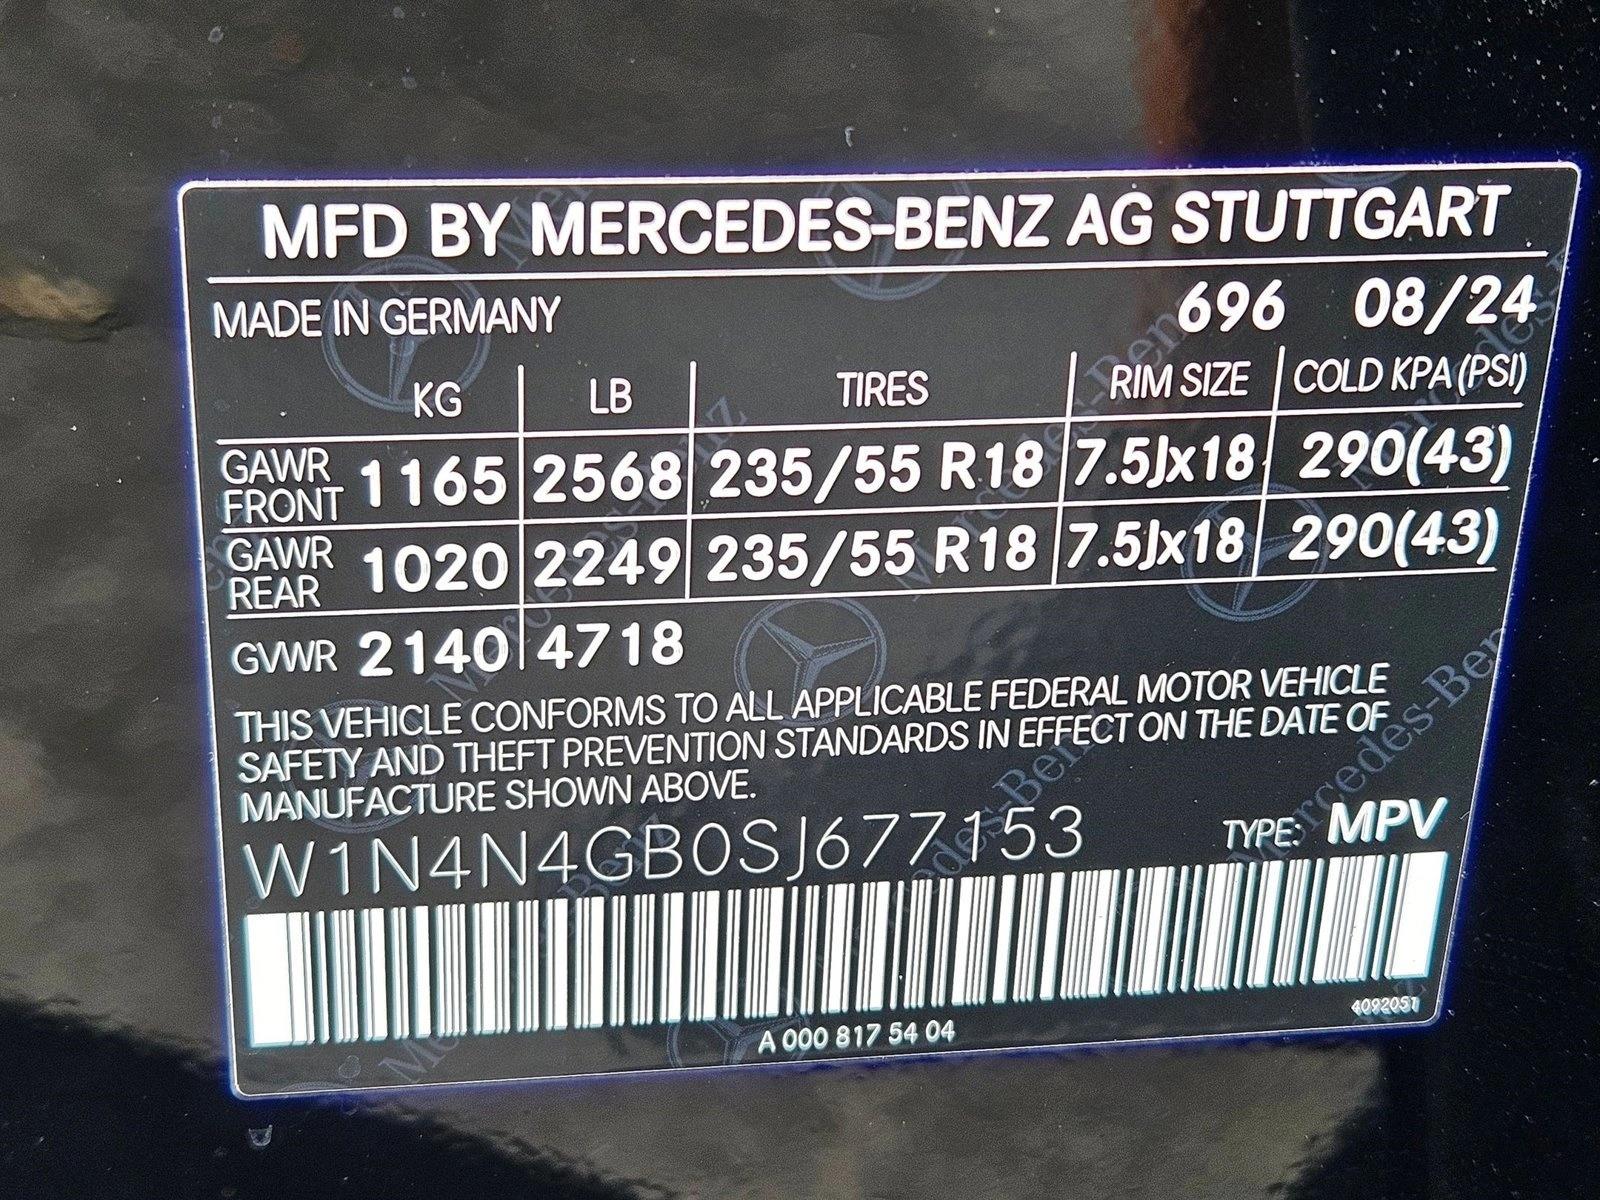 MFD BY MERCEDES-BENZ AG STUTTGART
MADE IN GERMANY 696 08/24
KG LB TIRES RIM SIZE COLD KPA (PSI)
GAWR FRONT 1165 2568 235/55 R18 7.5Jx18 290(43)
GAWR REAR 1020 2249 235/55 R18 7.5Jx18 290(43)
GVWR 2140 4718
THIS VEHICLE CONFORMS TO ALL APPLICABLE FEDERAL MOTOR VEHICLE
SAFETY AND THEFT PREVENTION STANDARDS IN EFFECT ON THE DATE OF
MANUFACTURE SHOWN ABOVE.
W1N4N4GB0SJ677153 TYPE: MPV
4092051
A 000 817 54 04